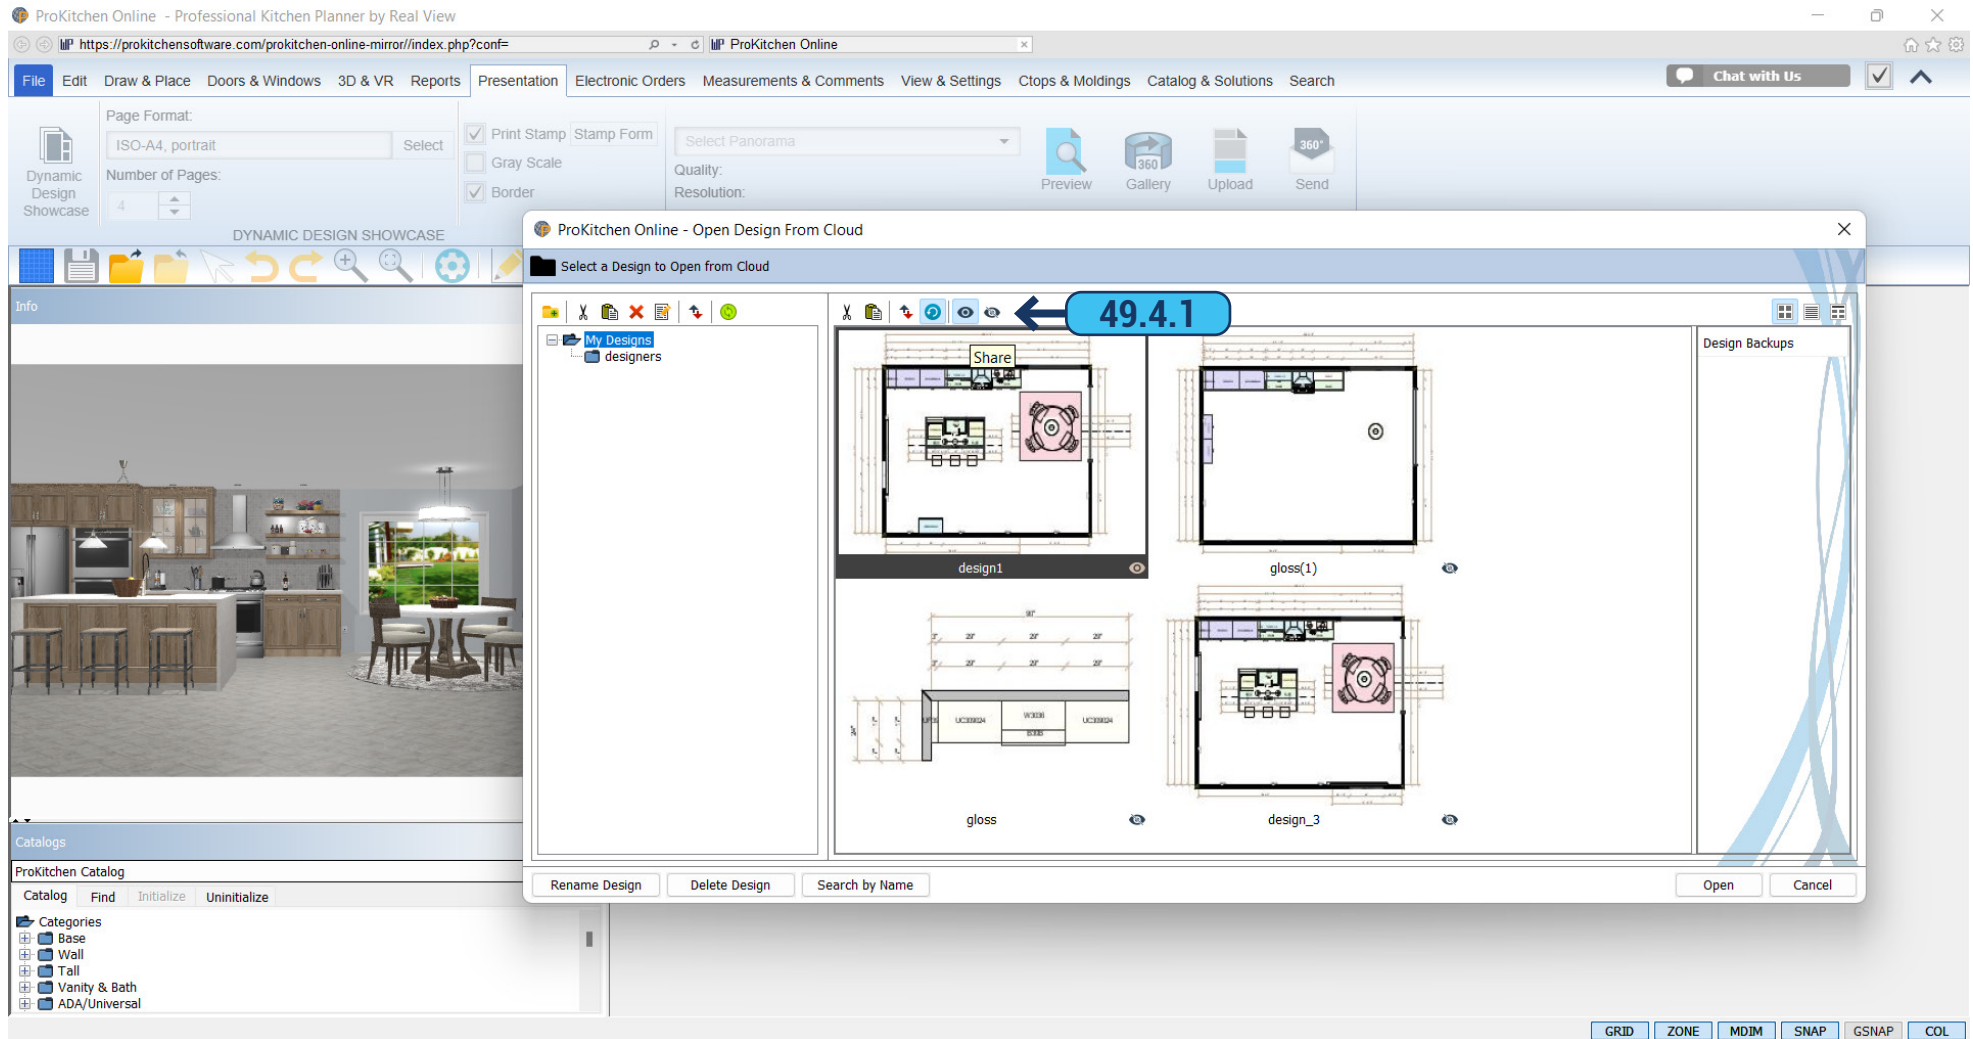 ProKitchen Online - Professional Kitchen Planner by Real View
https://prokitchensoftware.com/prokitchen-online-mirror//index.php?conf=
ProKitchen Online
File Edit Draw & Place Doors & Windows 3D & VR Reports Presentation Electronic Orders Measurements & Comments View & Settings Ctops & Moldings Catalog & Solutions Search
Chat with Us
Dynamic
Design
Showcase
Page Format:
ISO-A4, portrait
Select
Number of Pages:
4
Print Stamp
Stamp Form
Gray Scale
Border
DYNAMIC DESIGN SHOWCASE
Select Panorama
Quality:
Resolution:
Preview
360
Gallery
Upload
360°
Send
ProKitchen Online - Open Design From Cloud
Select a Design to Open from Cloud
49.4.1
My Designs
designers
Share
design1
gloss(1)
90"
UC309024
W3030
B30B
UC309024
gloss
design_3
Design Backups
Rename Design
Delete Design
Search by Name
Open
Cancel
Info
Catalogs
ProKitchen Catalog
Catalog Find Initialize Uninitialize
Categories
Base
Wall
Tall
Vanity & Bath
ADA/Universal
GRID ZONE MDIM SNAP GSNAP COL